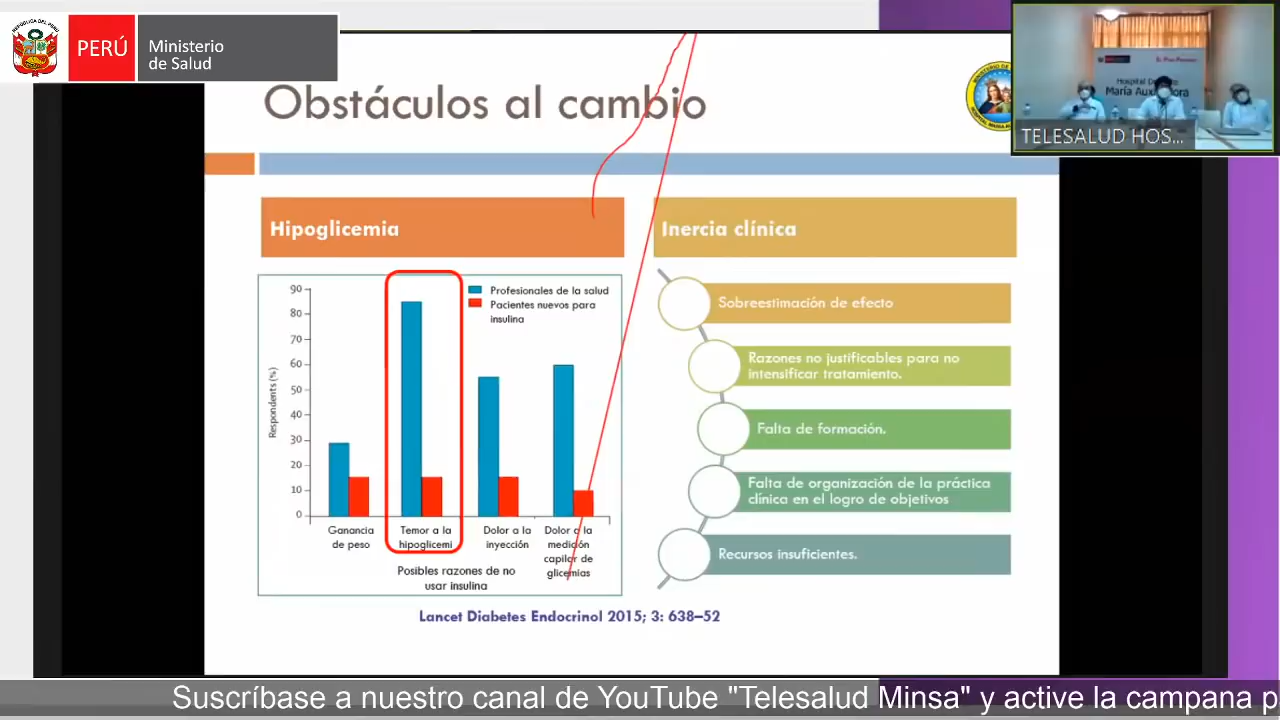 PERÚ
Ministerio
de Salud
Obstáculos al cambio
TELESALUD HOS...
Hipoglicemia
Inercia clínica
Profesionales de la salud
Pacientes nuevos para
insulina
90
80
70
60
50
40
30
20
10
0
Respondents (%)
Ganancia
de peso
Temor a la
hipoglicemi
Dolor a la
inyección
Dolor a la
medición
capilar de
glicemias
Posibles razones de no
usar insulina
Sobreestimación de efecto
Razones no justificables para no
intensificar tratamiento.
Falta de formación.
Falta de organización de la práctica
clínica en el logro de objetivos
Recursos insuficientes.
Lancet Diabetes Endocrinol 2015; 3: 638–52
Suscríbase a nuestro canal de YouTube "Telesalud Minsa" y active la campana p